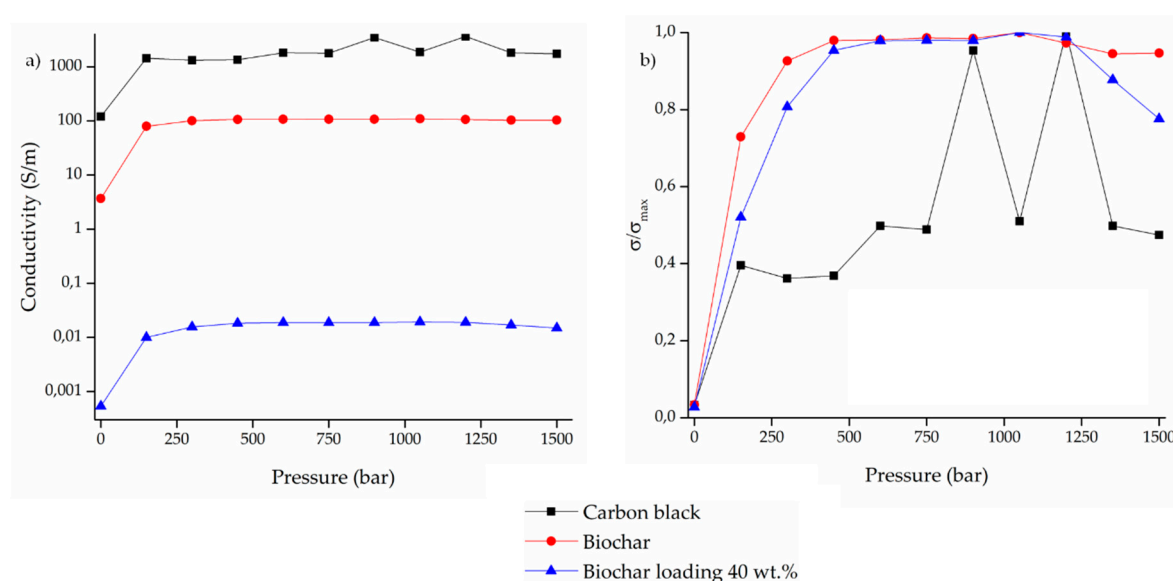 a)
Conductivity (S/m)
1000
100
10
1
0,1
0,01
0,001
0 250 500 750 1000 1250 1500
Pressure (bar)
b)
σ/σmax
1,0
0,8
0,6
0,4
0,2
0,0
0 250 500 750 1000 1250 1500
Pressure (bar)
Carbon black
Biochar
Biochar loading 40 wt.%